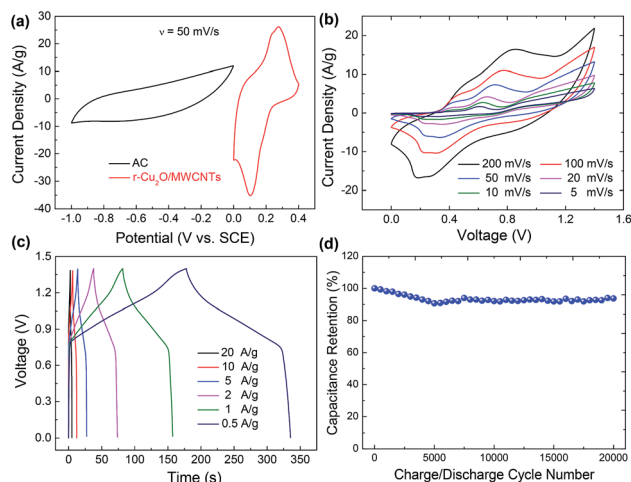 (a)
ν = 50 mV/s
Current Density (A/g)
30
20
10
0
-10
-20
-30
-40
AC
r-Cu₂O/MWCNTs
-1.0 -0.8 -0.6 -0.4 -0.2 0.0 0.2 0.4
Potential (V vs. SCE)
(b)
Current Density (A/g)
20
10
0
-10
-20
200 mV/s 100 mV/s
50 mV/s 20 mV/s
10 mV/s 5 mV/s
0.0 0.4 0.8 1.2 1.6
Voltage (V)
(c)
Voltage (V)
1.5
1.2
0.9
0.6
0.3
0.0
20 A/g
10 A/g
5 A/g
2 A/g
1 A/g
0.5 A/g
0 50 100 150 200 250 300 350
Time (s)
(d)
Capacitance Retention (%)
120
100
80
60
40
20
0
0 5000 10000 15000 20000
Charge/Discharge Cycle Number